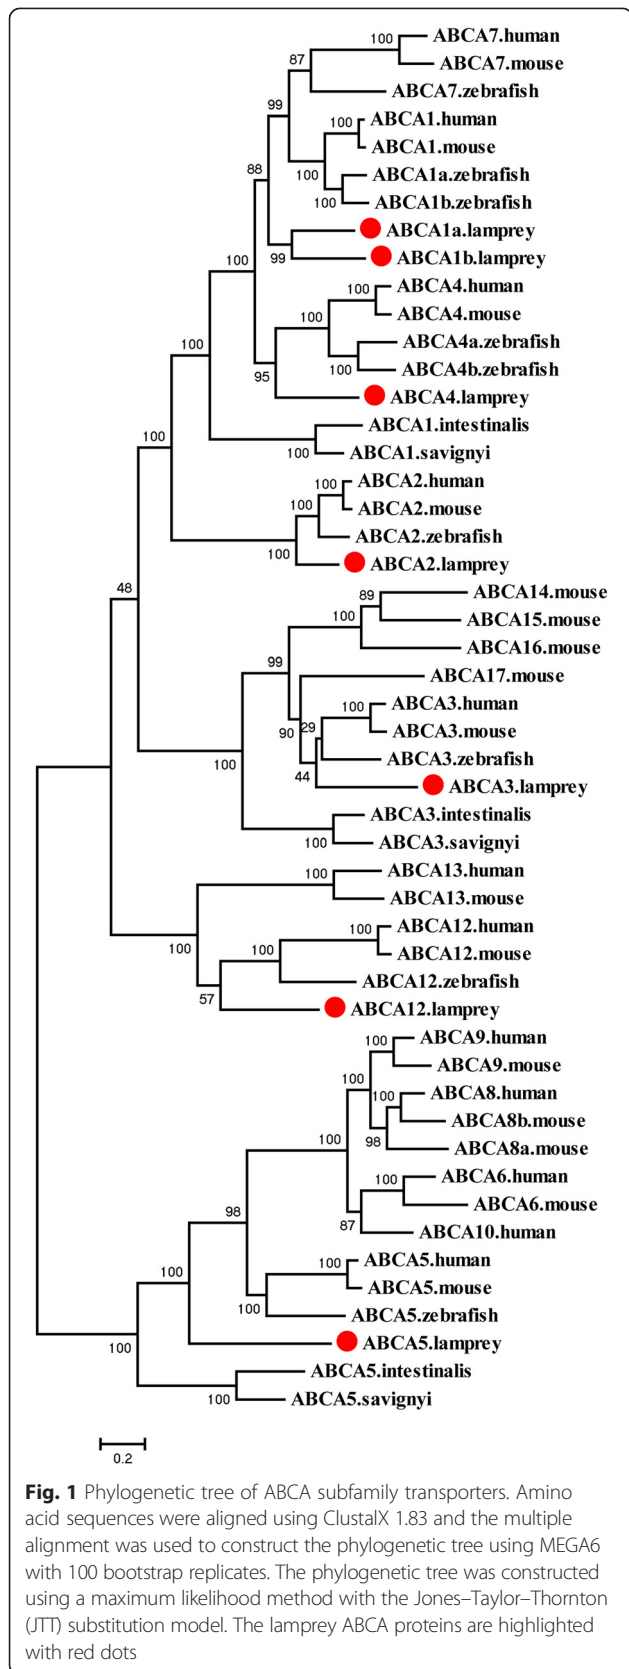 100
ABCA7.human
87
ABCA7.mouse
ABCA7.zebrafish
99
100
ABCA1.human
ABCA1.mouse
100
ABCA1a.zebrafish
88
100
ABCA1b.zebrafish
ABCA1a.lamprey
99
ABCA1b.lamprey
100
100
ABCA4.human
ABCA4.mouse
100
ABCA4a.zebrafish
100
ABCA4b.zebrafish
100
95
ABCA4.lamprey
ABCA1.intestinalis
100
100
ABCA1.savignyi
100
ABCA2.human
100
ABCA2.mouse
ABCA2.zebrafish
100
ABCA2.lamprey
48
89
ABCA14.mouse
100
ABCA15.mouse
ABCA16.mouse
99
ABCA17.mouse
100
ABCA3.human
90
29
ABCA3.mouse
ABCA3.zebrafish
100
44
ABCA3.lamprey
ABCA3.intestinalis
100
ABCA3.savignyi
100
ABCA13.human
ABCA13.mouse
100
100
ABCA12.human
100
ABCA12.mouse
ABCA12.zebrafish
57
ABCA12.lamprey
100
ABCA9.human
ABCA9.mouse
100
100
ABCA8.human
ABCA8b.mouse
98
ABCA8a.mouse
100
100
ABCA6.human
ABCA6.mouse
87
ABCA10.human
98
100
ABCA5.human
ABCA5.mouse
100
ABCA5.zebrafish
100
ABCA5.lamprey
100
ABCA5.intestinalis
100
ABCA5.savignyi
0.2
Fig. 1 Phylogenetic tree of ABCA subfamily transporters. Amino
acid sequences were aligned using ClustalX 1.83 and the multiple
alignment was used to construct the phylogenetic tree using MEGA6
with 100 bootstrap replicates. The phylogenetic tree was constructed
using a maximum likelihood method with the Jones–Taylor–Thornton
(JTT) substitution model. The lamprey ABCA proteins are highlighted
with red dots